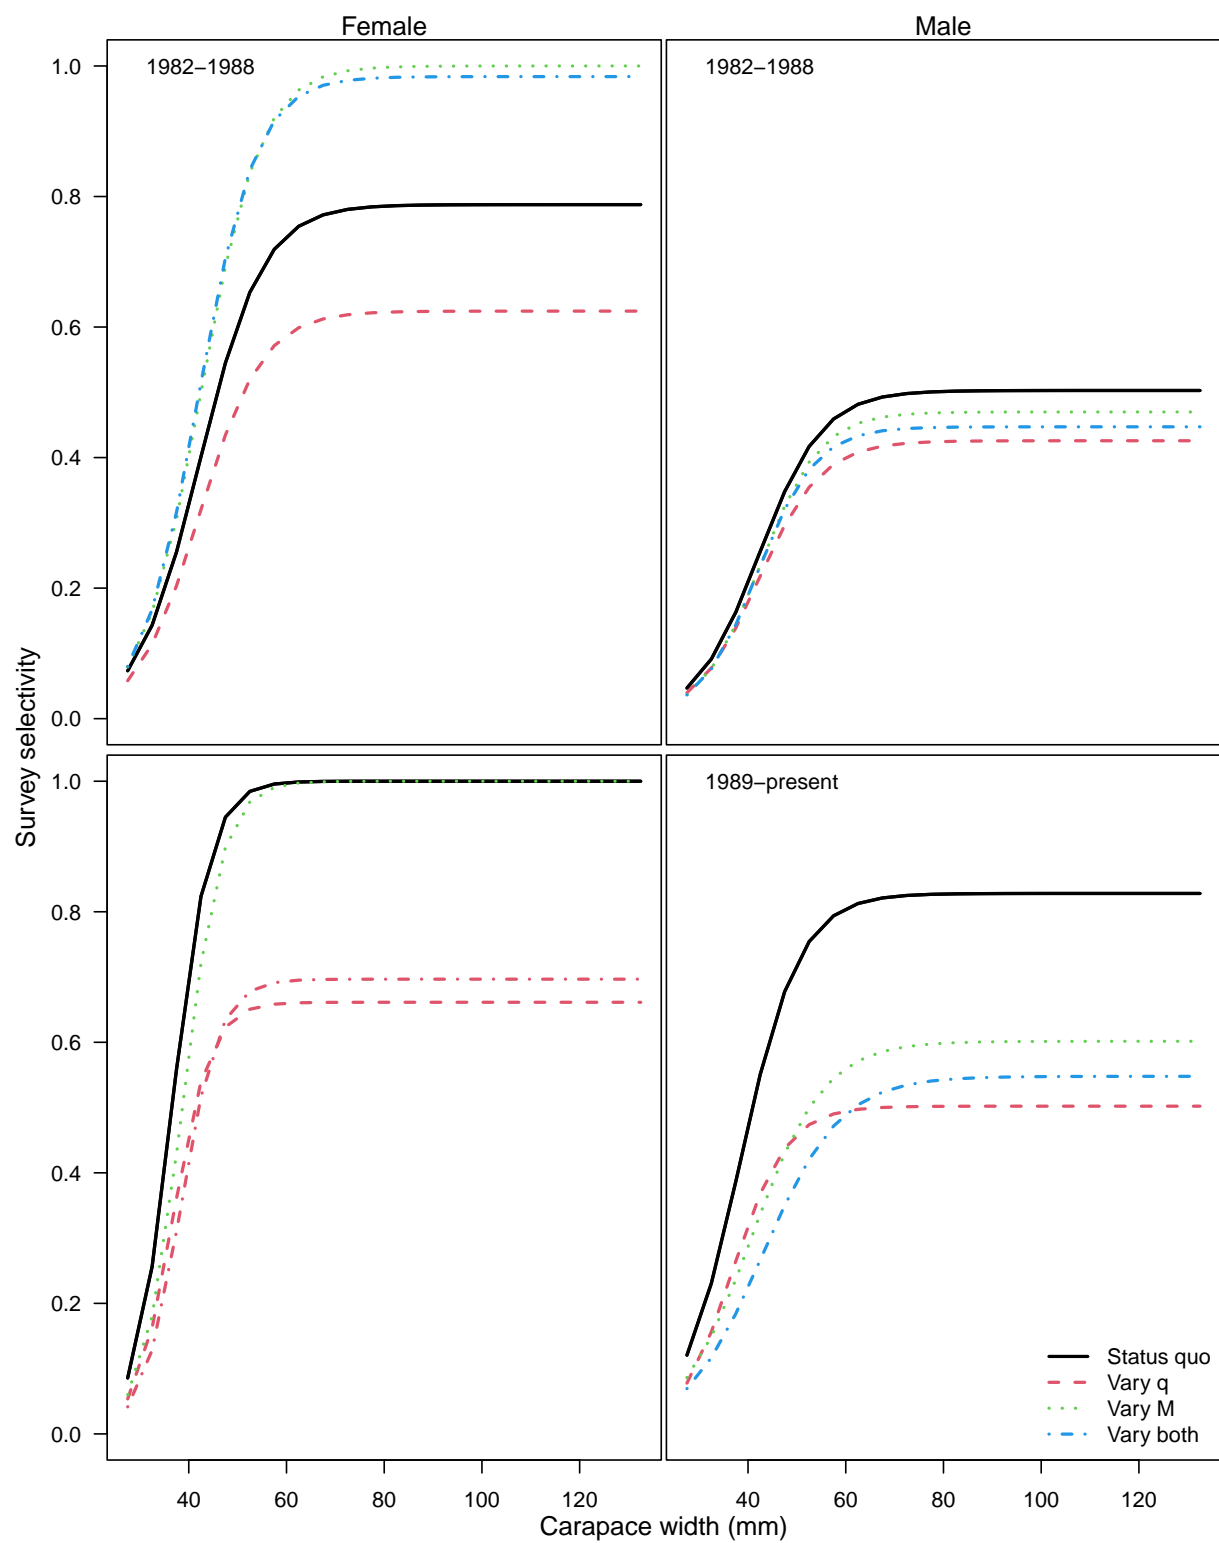 Female
Male
1982–1988
1982–1988
1.0
0.8
0.6
0.4
0.2
0.0
Survey selectivity
1989–present
1.0
0.8
0.6
0.4
0.2
0.0
Status quo
Vary q
Vary M
Vary both
40 60 80 100 120
40 60 80 100 120
Carapace width (mm)